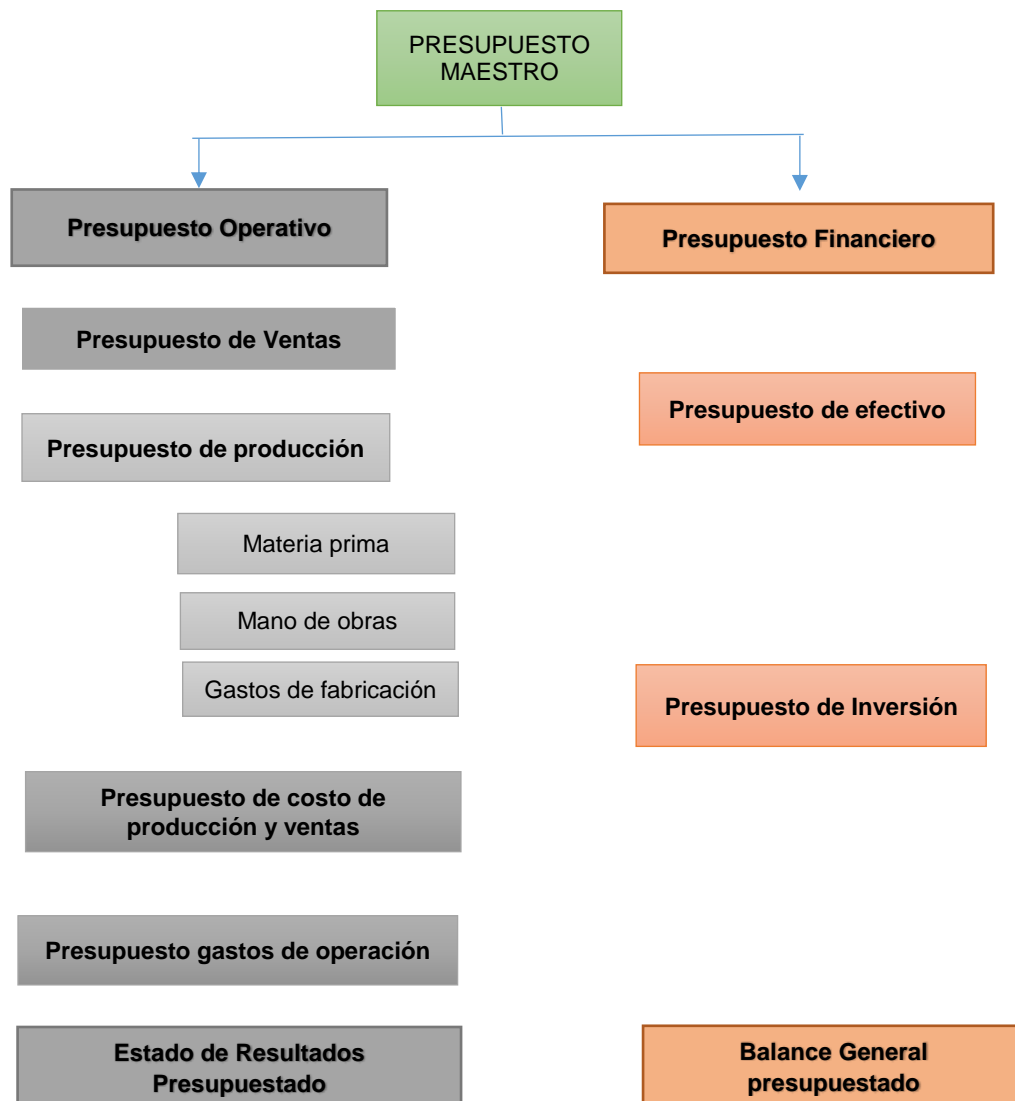 PRESUPUESTO
MAESTRO
Presupuesto Operativo
Presupuesto de Ventas
Presupuesto de producción
Materia prima
Mano de obras
Gastos de fabricación
Presupuesto de costo de
producción y ventas
Presupuesto gastos de operación
Estado de Resultados
Presupuestado
Presupuesto Financiero
Presupuesto de efectivo
Presupuesto de Inversión
Balance General
presupuestado